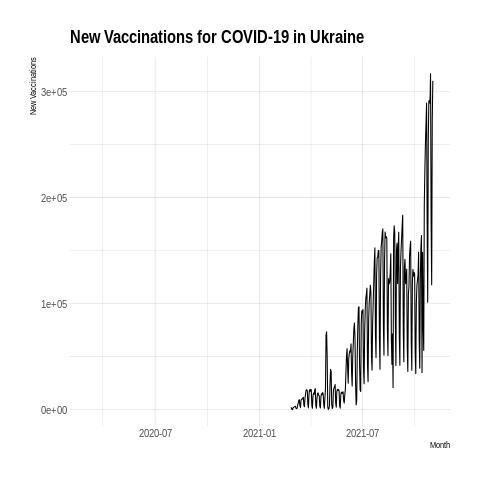 New Vaccinations for COVID-19 in Ukraine
New Vaccinations
3e+05
2e+05
1e+05
0e+00
2020-07
2021-01
2021-07
Month